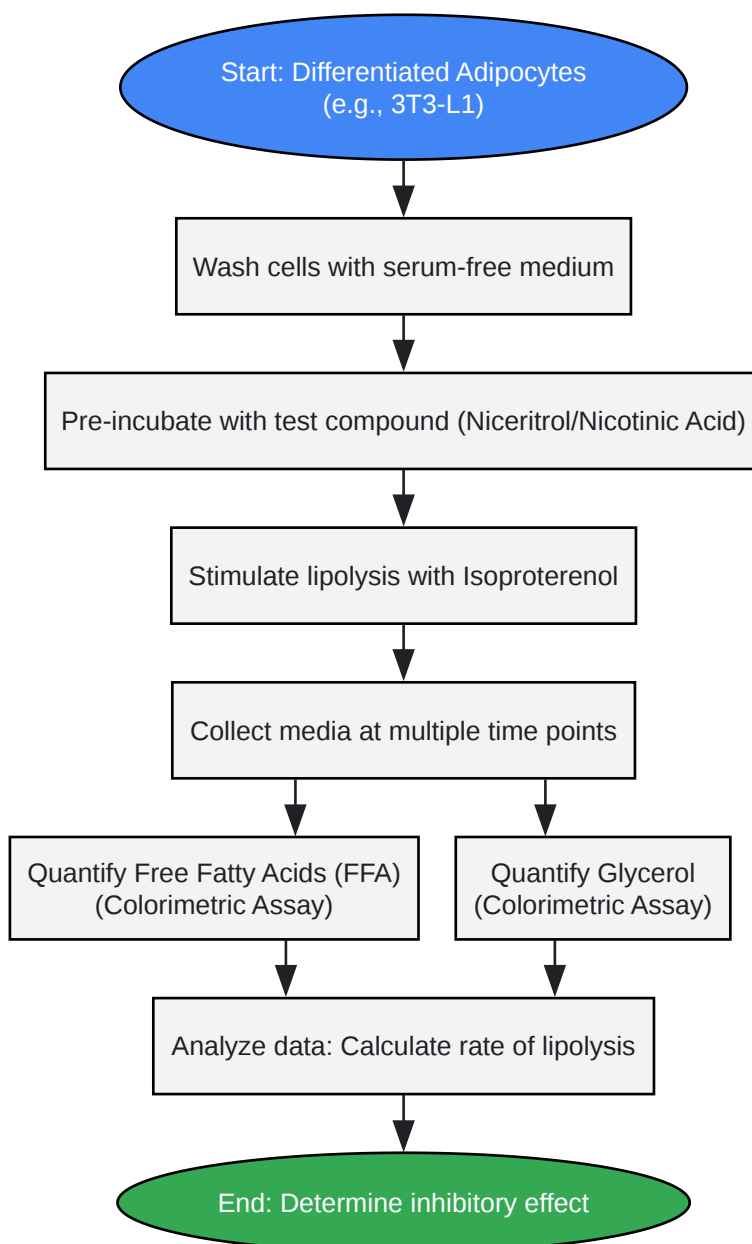 Start: Differentiated Adipocytes
(e.g., 3T3-L1)
Wash cells with serum-free medium
Pre-incubate with test compound (Niceritrol/Nicotinic Acid)
Stimulate lipolysis with Isoproterenol
Collect media at multiple time points
Quantify Free Fatty Acids (FFA)
(Colorimetric Assay)
Quantify Glycerol
(Colorimetric Assay)
Analyze data: Calculate rate of lipolysis
End: Determine inhibitory effect